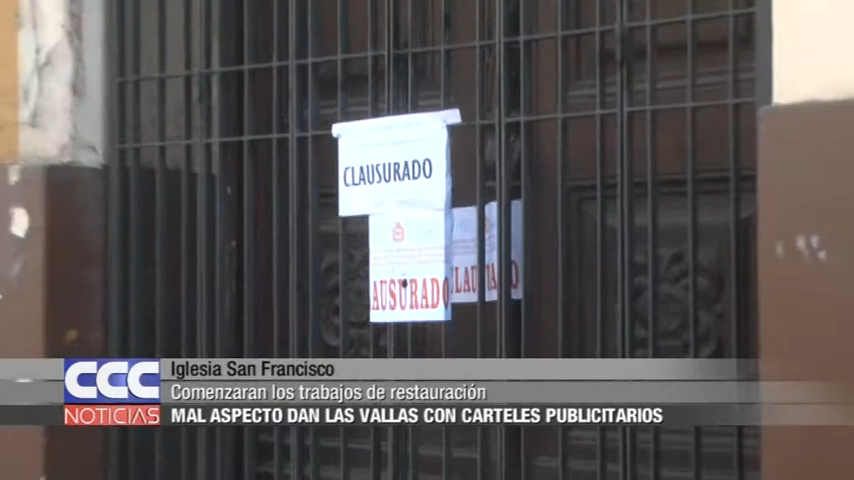 CLAUSURADO
AUSURADO
CLAU
CCC
NOTICIAS
Iglesia San Francisco
Comenzaran los trabajos de restauración
MAL ASPECTO DAN LAS VALLAS CON CARTELES PUBLICITARIOS